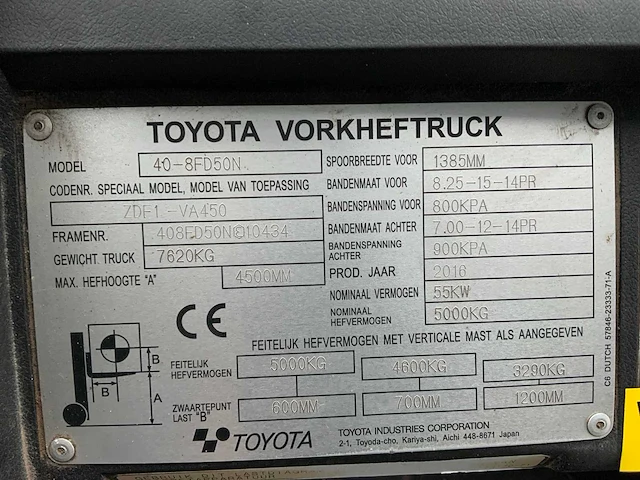 TOYOTA VORKHEFTRUCK
MODEL 40-8FD50N
CODENR. SPECIAAL MODEL, MODEL VAN TOEPASSING
ZDF1-VA450
FRAMENR. 408FD50N@10434
GEWICHT. TRUCK 7620KG
MAX. HEFHOOGTE "A" 4500MM
SPOORBREEDTE VOOR 1385MM
BANDENMAAT VOOR 8.25-15-14PR
BANDENSPANNING VOOR 800KPA
BANDENMAAT ACHTER 7.00-12-14PR
BANDENSPANNING ACHTER 900KPA
PROD. JAAR 2016
NOMINAAL VERMOGEN 55KW
NOMINAAL HEFVERMOGEN 5000KG
CE
FEITELIJK HEFVERMOGEN MET VERTICALE MAST ALS AANGEGEVEN
FEITELIJK HEFVERMOGEN 5000KG 4600KG 3290KG
ZWAARTEPUNT LAST "B" 600MM 700MM 1200MM
B
B
A
TOYOTA
TOYOTA INDUSTRIES CORPORATION
2-1, Toyoda-cho, Kariya-shi, Aichi 448-8671 Japan
C6 DUTCH 57846-23333-71-A